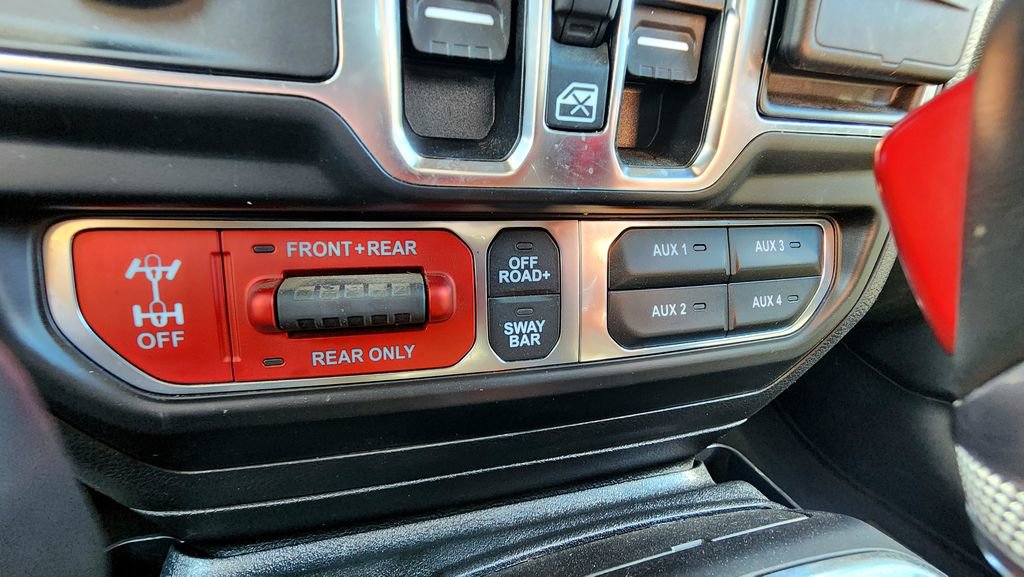 FRONT+REAR
OFF
REAR ONLY
OFF
ROAD+
SWAY
BAR
AUX 1
AUX 3
AUX 2
AUX 4